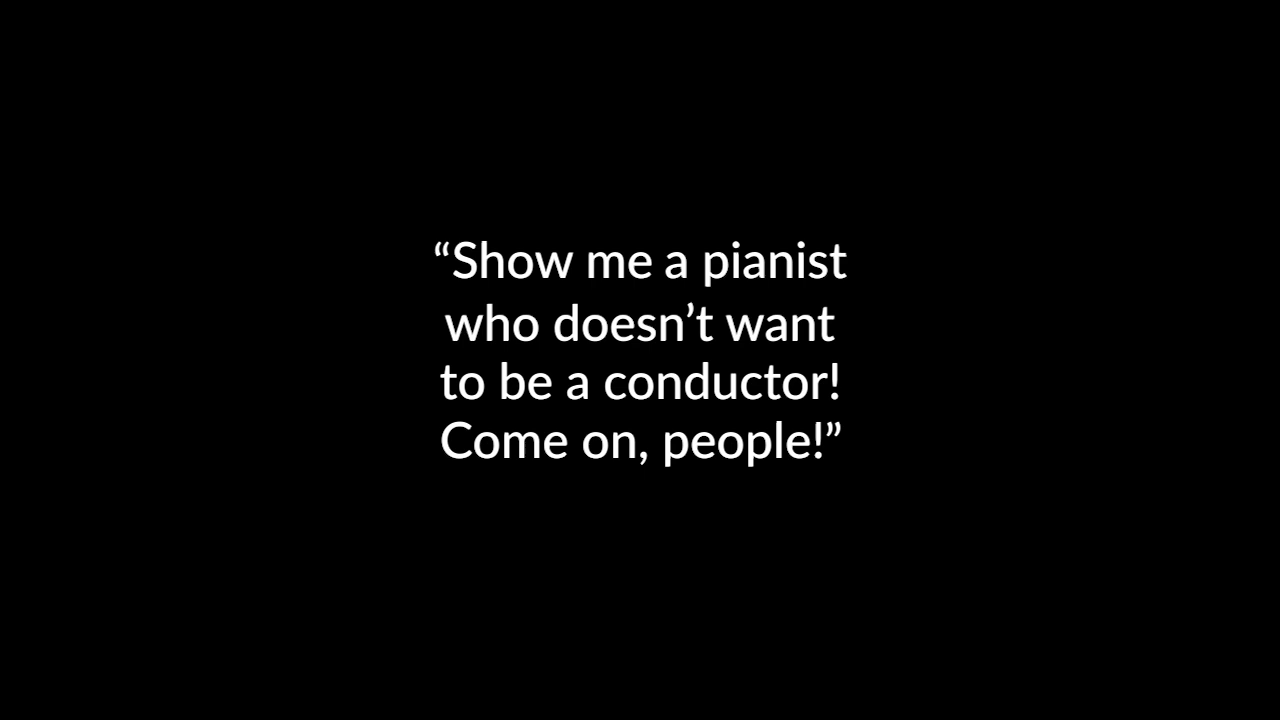 “Show me a pianist
who doesn’t want
to be a conductor!
Come on, people!”